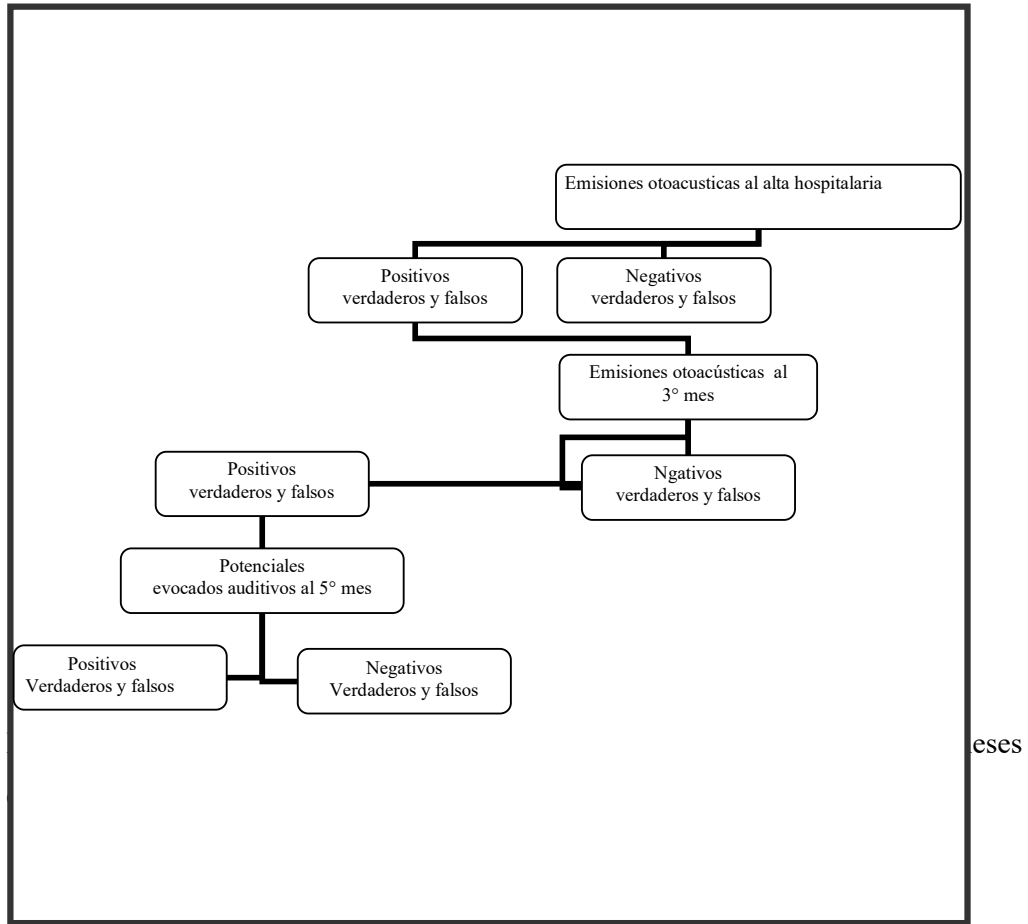 Emisiones otoacusticas al alta hospitalaria
Positivos
verdaderos y falsos
Negativos
verdaderos y falsos
Emisiones otoacústicas al
3° mes
Positivos
verdaderos y falsos
Ngativos
verdaderos y falsos
Potenciales
evocados auditivos al 5° mes
Positivos
Verdaderos y falsos
Negativos
Verdaderos y falsos
eses